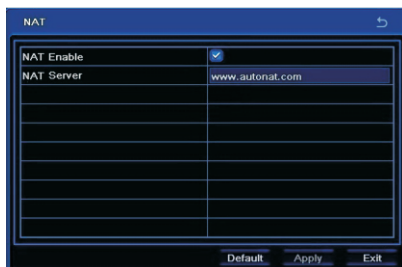 NAT
NAT Enable
NAT Server www.autonat.com
Default Apply Exit